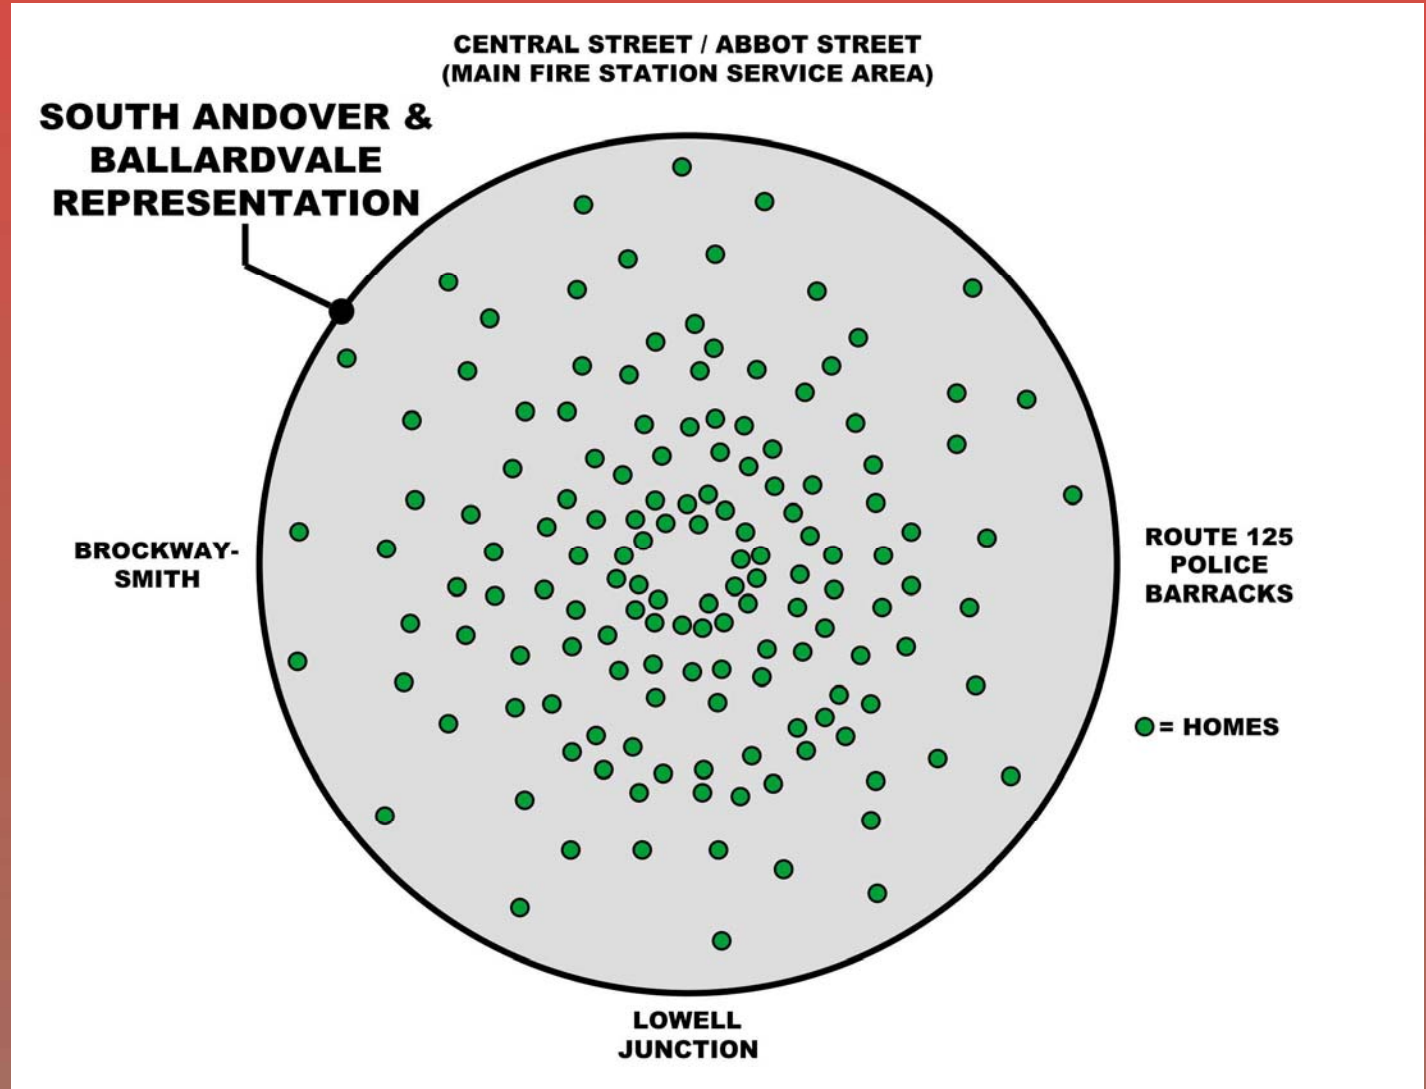 CENTRAL STREET / ABBOT STREET
(MAIN FIRE STATION SERVICE AREA)
SOUTH ANDOVER &
BALLARDVALE
REPRESENTATION
BROCKWAY-
SMITH
ROUTE 125
POLICE
BARRACKS
= HOMES
LOWELL
JUNCTION